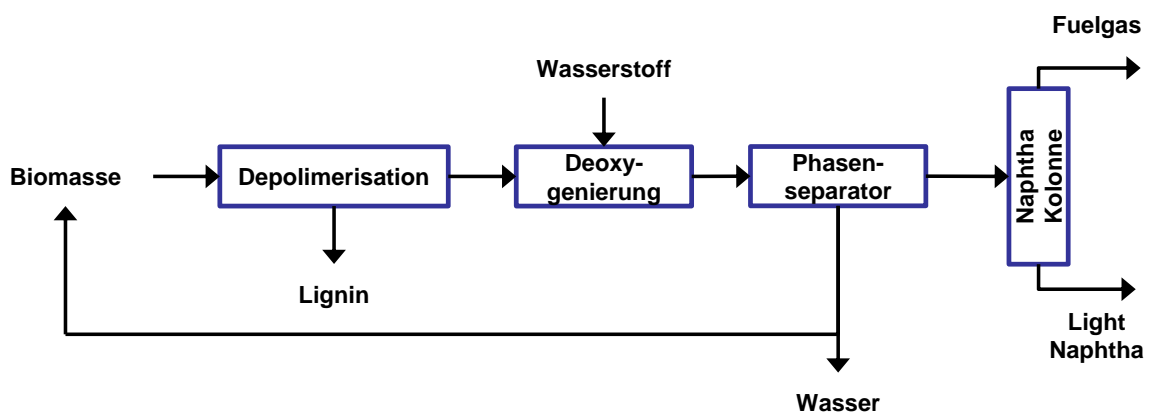 Fuelgas
Wasserstoff
Biomasse
Depolimerisation
Deoxy-
genierung
Phasen-
separator
Naphtha
Kolonne
Lignin
Light
Naphtha
Wasser